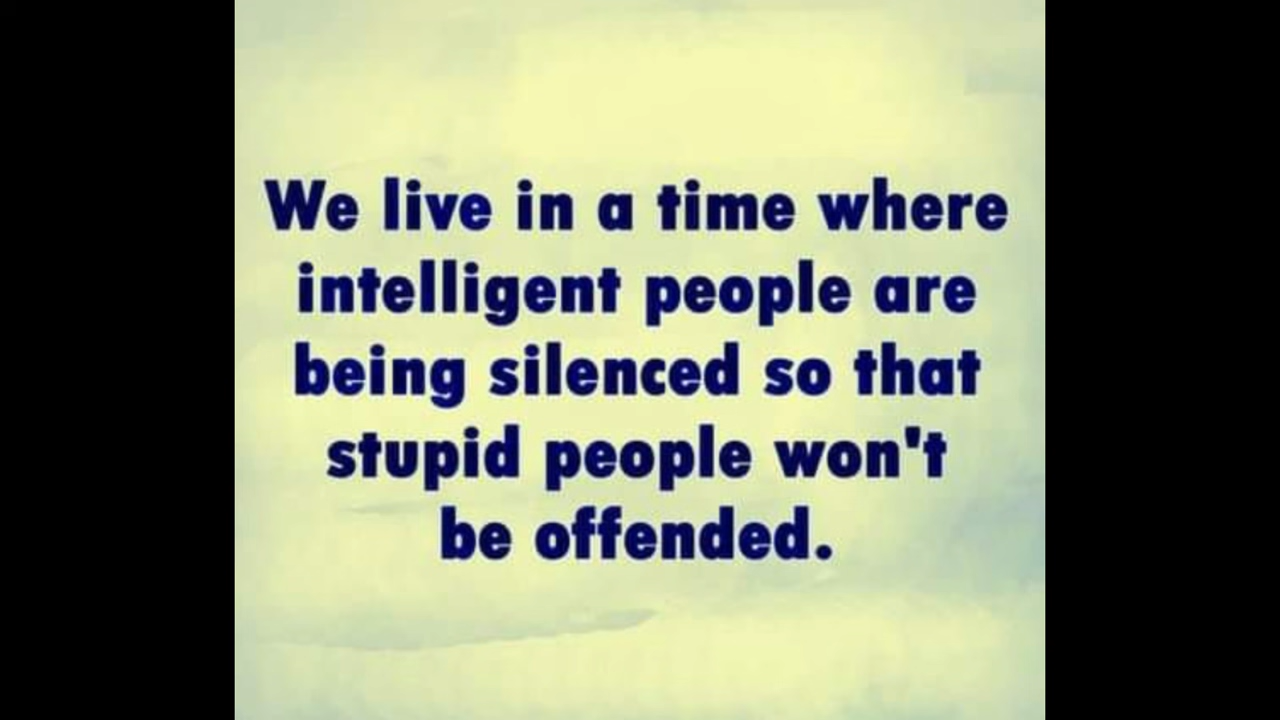 We live in a time where
intelligent people are
being silenced so that
stupid people won't
be offended.